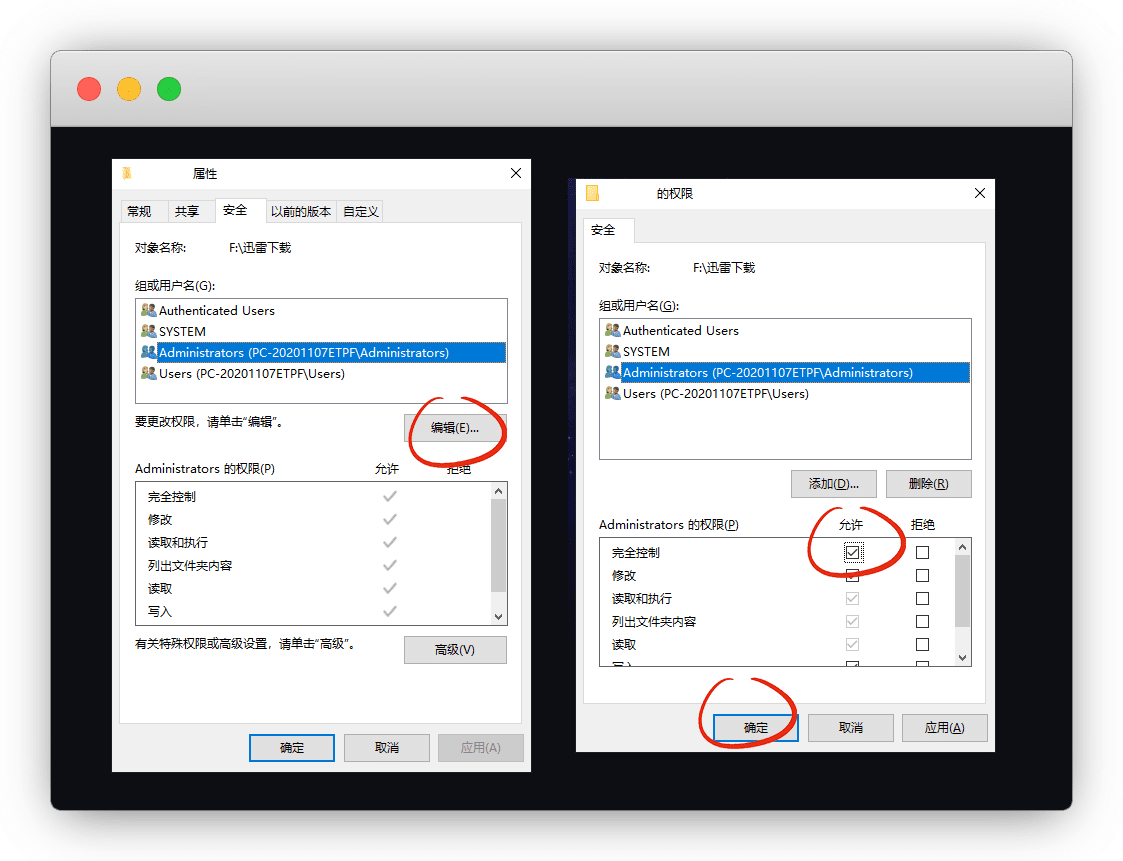 属性
常规 共享 安全 以前的版本 自定义
对象名称: F:\迅雷下载
组或用户名(G):
Authenticated Users
SYSTEM
Administrators (PC-20201107ETPF\Administrators)
Users (PC-20201107ETPF\Users)
要更改权限，请单击"编辑"。
编辑(E)...
Administrators 的权限(P) 允许 拒绝
完全控制
修改
读取和执行
列出文件夹内容
读取
写入
有关特殊权限或高级设置，请单击"高级"。
高级(V)
确定 取消 应用(A)
的权限
安全
对象名称: F:\迅雷下载
组或用户名(G):
Authenticated Users
SYSTEM
Administrators (PC-20201107ETPF\Administrators)
Users (PC-20201107ETPF\Users)
添加(D)... 删除(R)
Administrators 的权限(P) 允许 拒绝
完全控制
修改
读取和执行
列出文件夹内容
读取
确定 取消 应用(A)